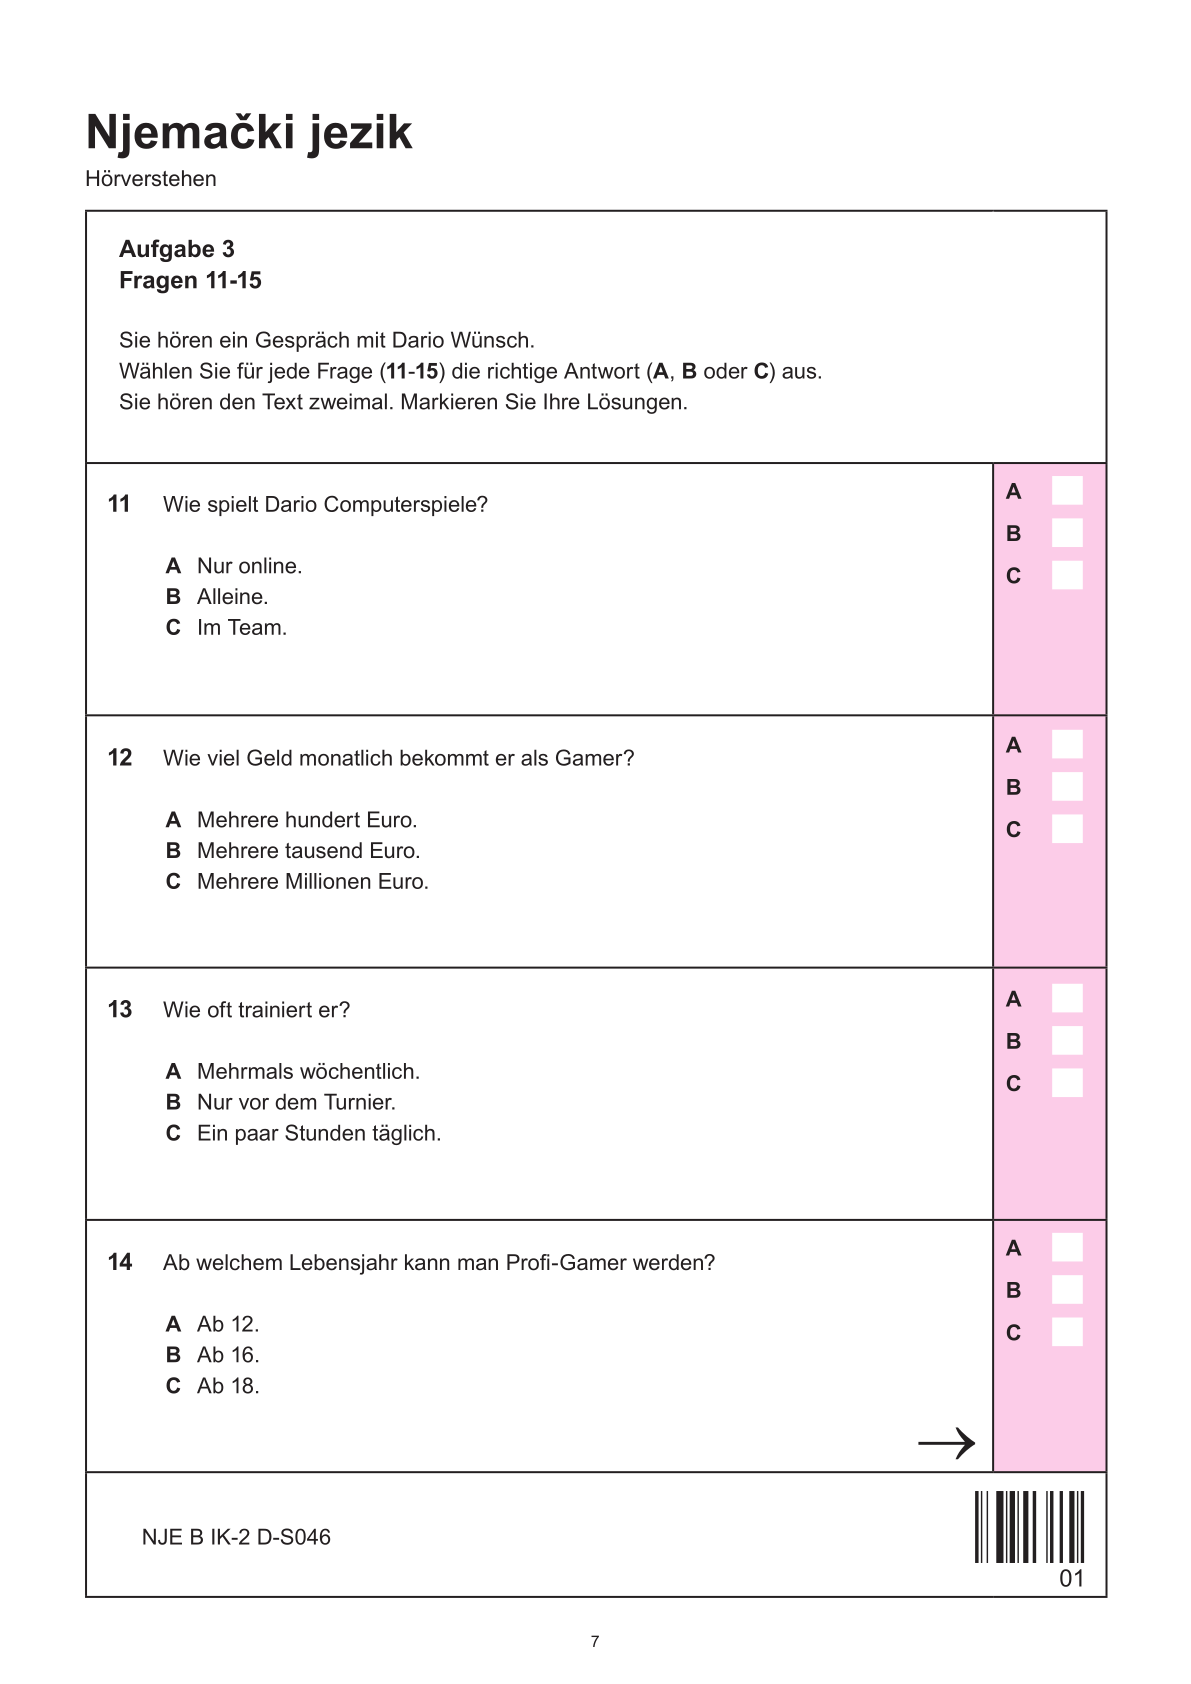 Njemački jezik
Hörverstehen
Aufgabe 3
Fragen 11-15
Sie hören ein Gespräch mit Dario Wünsch.
Wählen Sie für jede Frage (11-15) die richtige Antwort (A, B oder C) aus.
Sie hören den Text zweimal. Markieren Sie Ihre Lösungen.
11 Wie spielt Dario Computerspiele?
A Nur online.
B Alleine.
C Im Team.
A
B
C
12 Wie viel Geld monatlich bekommt er als Gamer?
A Mehrere hundert Euro.
B Mehrere tausend Euro.
C Mehrere Millionen Euro.
A
B
C
13 Wie oft trainiert er?
A Mehrmals wöchentlich.
B Nur vor dem Turnier.
C Ein paar Stunden täglich.
A
B
C
14 Ab welchem Lebensjahr kann man Profi-Gamer werden?
A Ab 12.
B Ab 16.
C Ab 18.
A
B
C
NJE B IK-2 D-S046
01
7